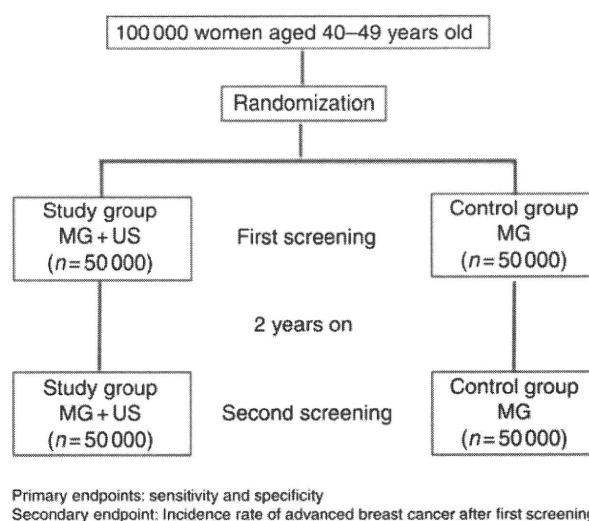 100 000 women aged 40–49 years old
Randomization
Study group
MG + US
(n = 50 000)
First screening
Control group
MG
(n = 50 000)
2 years on
Study group
MG + US
(n = 50 000)
Second screening
Control group
MG
(n = 50 000)
Primary endpoints: sensitivity and specificity
Secondary endpoint: Incidence rate of advanced breast cancer after first screening